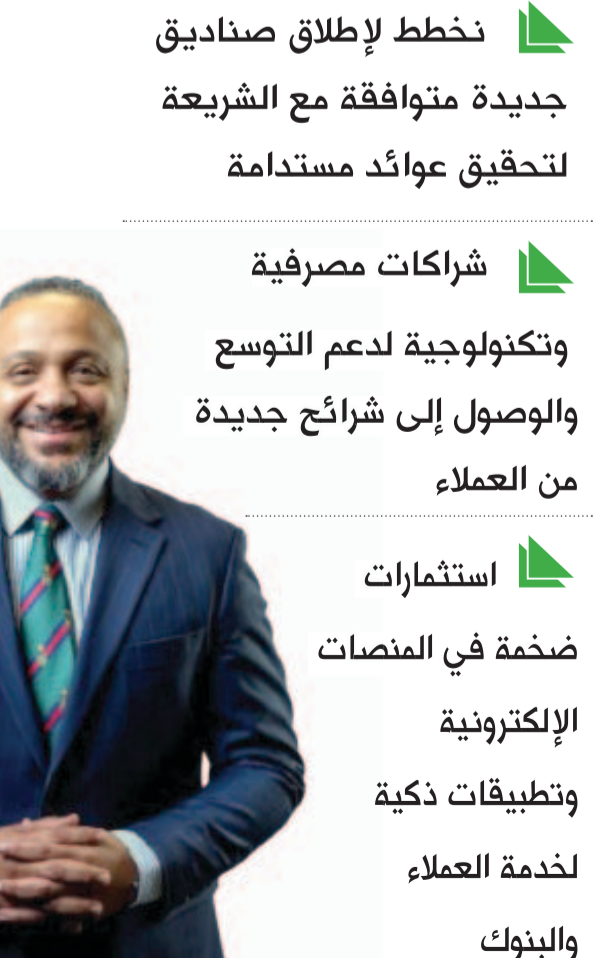 نخطط لإطلاق صناديق
جديدة متوافقة مع الشريعة
لتحقيق عوائد مستدامة
شراكات مصرفية
وتكنولوجية لدعم التوسع
والوصول إلى شرائح جديدة
من العملاء
استثمارات
ضخمة في المنصات
الإلكترونية
وتطبيقات ذكية
لخدمة العملاء
والبنوك